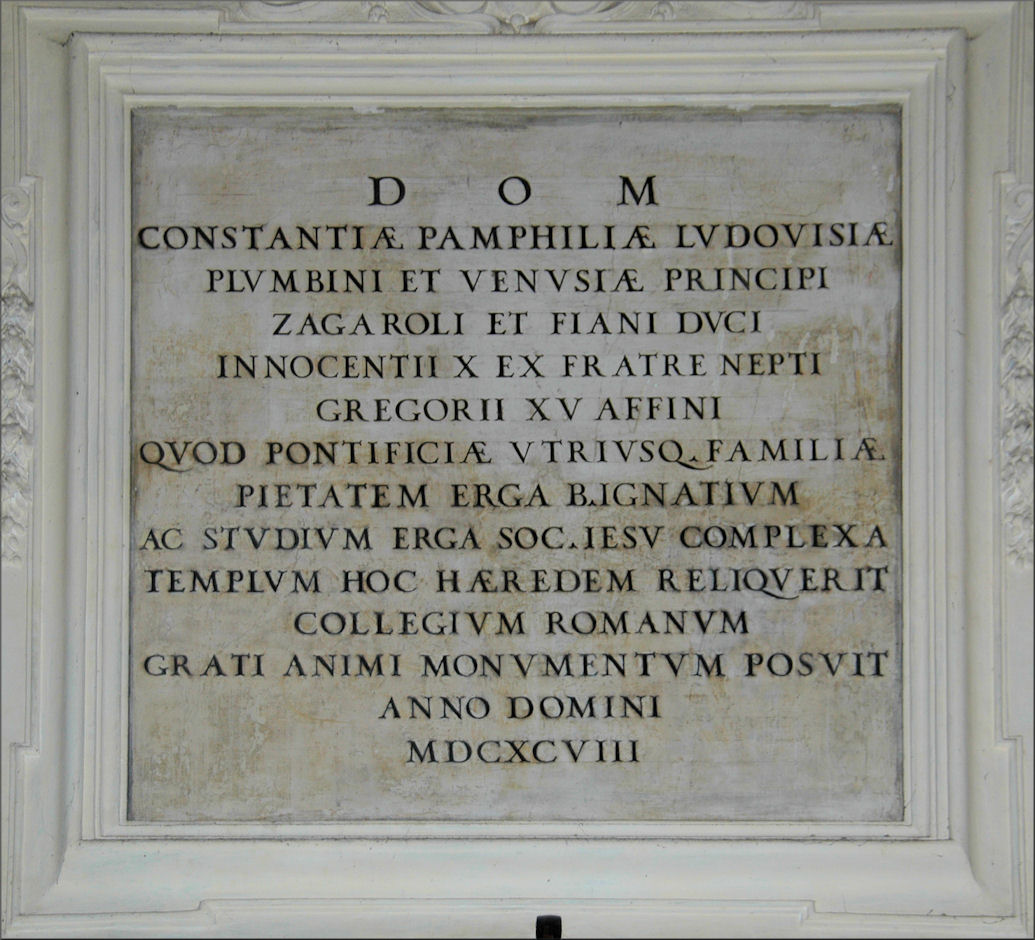 D O M
CONSTANTIÆ PAMPHILIÆ LVDOVISIÆ
PLVMBINI ET VENVSIÆ PRINCIPI
ZAGAROLI ET FIANI DVCI
INNOCENTII X EX FRATRE NEPTI
GREGORII XV AFFINI
QVOD PONTIFICIÆ VTRIVSQ. FAMILIÆ
PIETATEM ERGA B. IGNATIVM
AC STVDIVM ERGA SOC. IESV COMPLEXA
TEMPLVM HOC HÆREDEM RELIQVERIT
COLLEGIVM ROMANVM
GRATI ANIMI MONVMENTVM POSVIT
ANNO DOMINI
MDCXCVIII